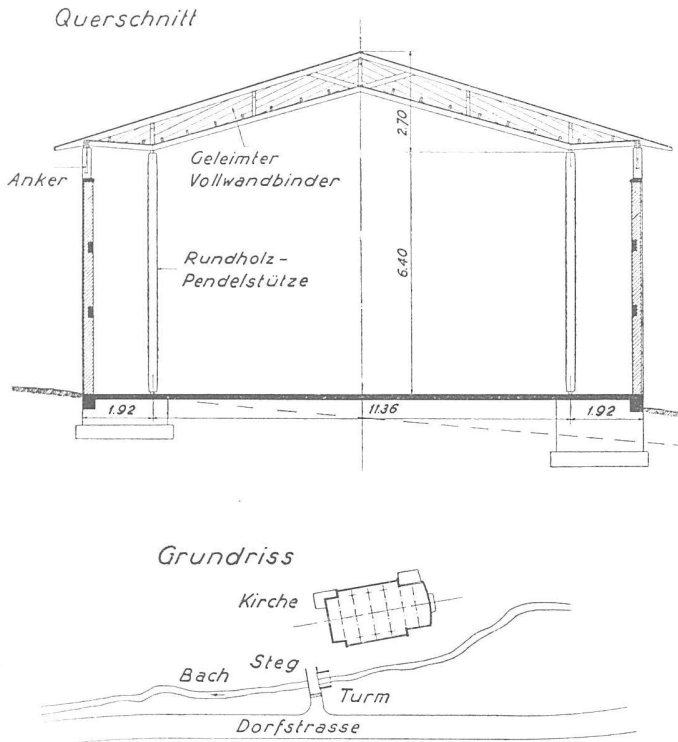 Querschnitt
2.70
Geleimter
Vollwandbinder
Anker
Rundholz-
Pendelstütze
6.40
1.92
11.36
1.92
Grundriss
Kirche
Steg
Bach
Turm
Dorfstrasse